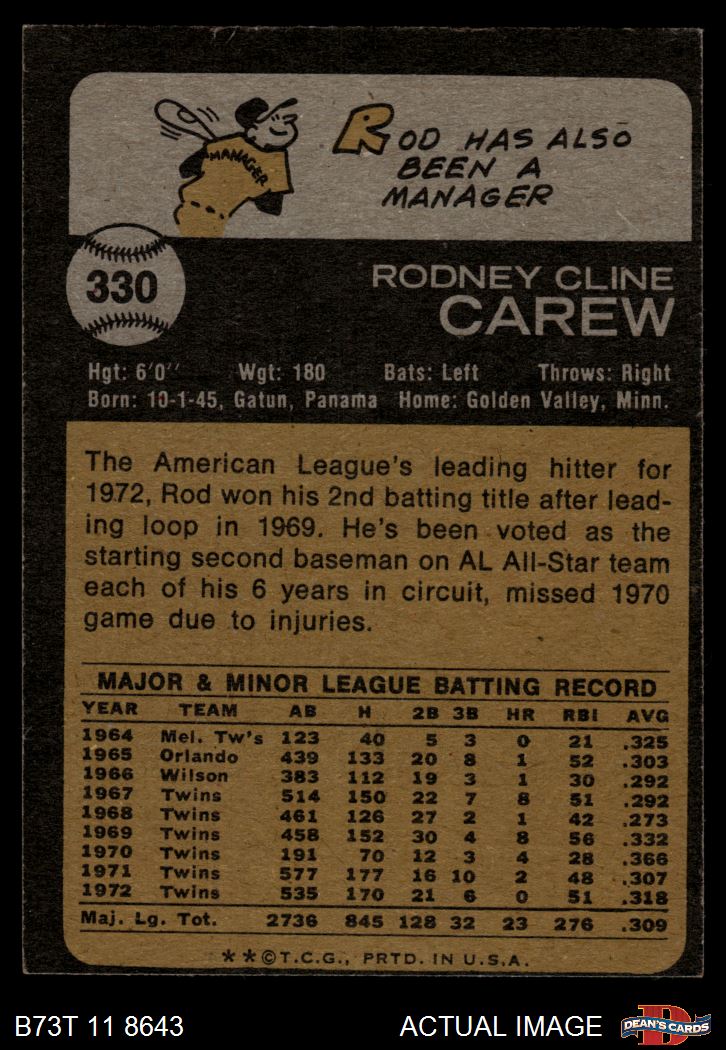 ROD HAS ALSO
BEEN A
MANAGER
MANAGER
330
RODNEY CLINE
CAREW
Hgt: 6'0'' Wgt: 180 Bats: Left Throws: Right
Born: 10-1-45, Gatun, Panama Home: Golden Valley, Minn.
The American League's leading hitter for
1972, Rod won his 2nd batting title after lead-
ing loop in 1969. He's been voted as the
starting second baseman on AL All-Star team
each of his 6 years in circuit, missed 1970
game due to injuries.
MAJOR & MINOR LEAGUE BATTING RECORD
YEAR TEAM AB H 2B 3B HR RBI AVG
1964 Mel. Tw's 123 40 5 3 0 21 .325
1965 Orlando 439 133 20 8 1 52 .303
1966 Wilson 383 112 19 3 1 30 .292
1967 Twins 514 150 22 7 8 51 .292
1968 Twins 461 126 27 2 1 42 .273
1969 Twins 458 152 30 4 8 56 .332
1970 Twins 191 70 12 3 4 28 .366
1971 Twins 577 177 16 10 2 48 .307
1972 Twins 535 170 21 6 0 51 .318
Maj. Lg. Tot. 2736 845 128 32 23 276 .309
**©T.C.G., PRTD. IN U.S.A.
B73T 11 8643 ACTUAL IMAGE
D
DEAN'S CARDS